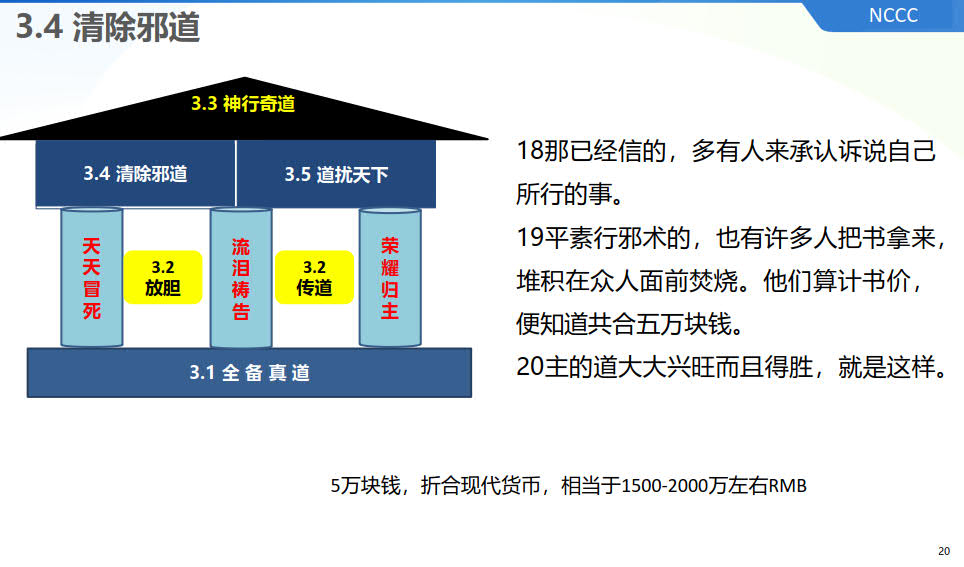 3.4 清除邪道
NCCC
3.3 神行奇道
3.4 清除邪道
3.5 道扰天下
天天冒死
3.2
放胆
流泪祷告
3.2
传道
荣耀归主
3.1 全 备 真 道
18那已经信的，多有人来承认诉说自己
所行的事。
19平素行邪术的，也有许多人把书拿来，
堆积在众人面前焚烧。他们算计书价，
便知道共合五万块钱。
20主的道大大兴旺而且得胜，就是这样。
5万块钱，折合现代货币，相当于1500-2000万左右RMB
20